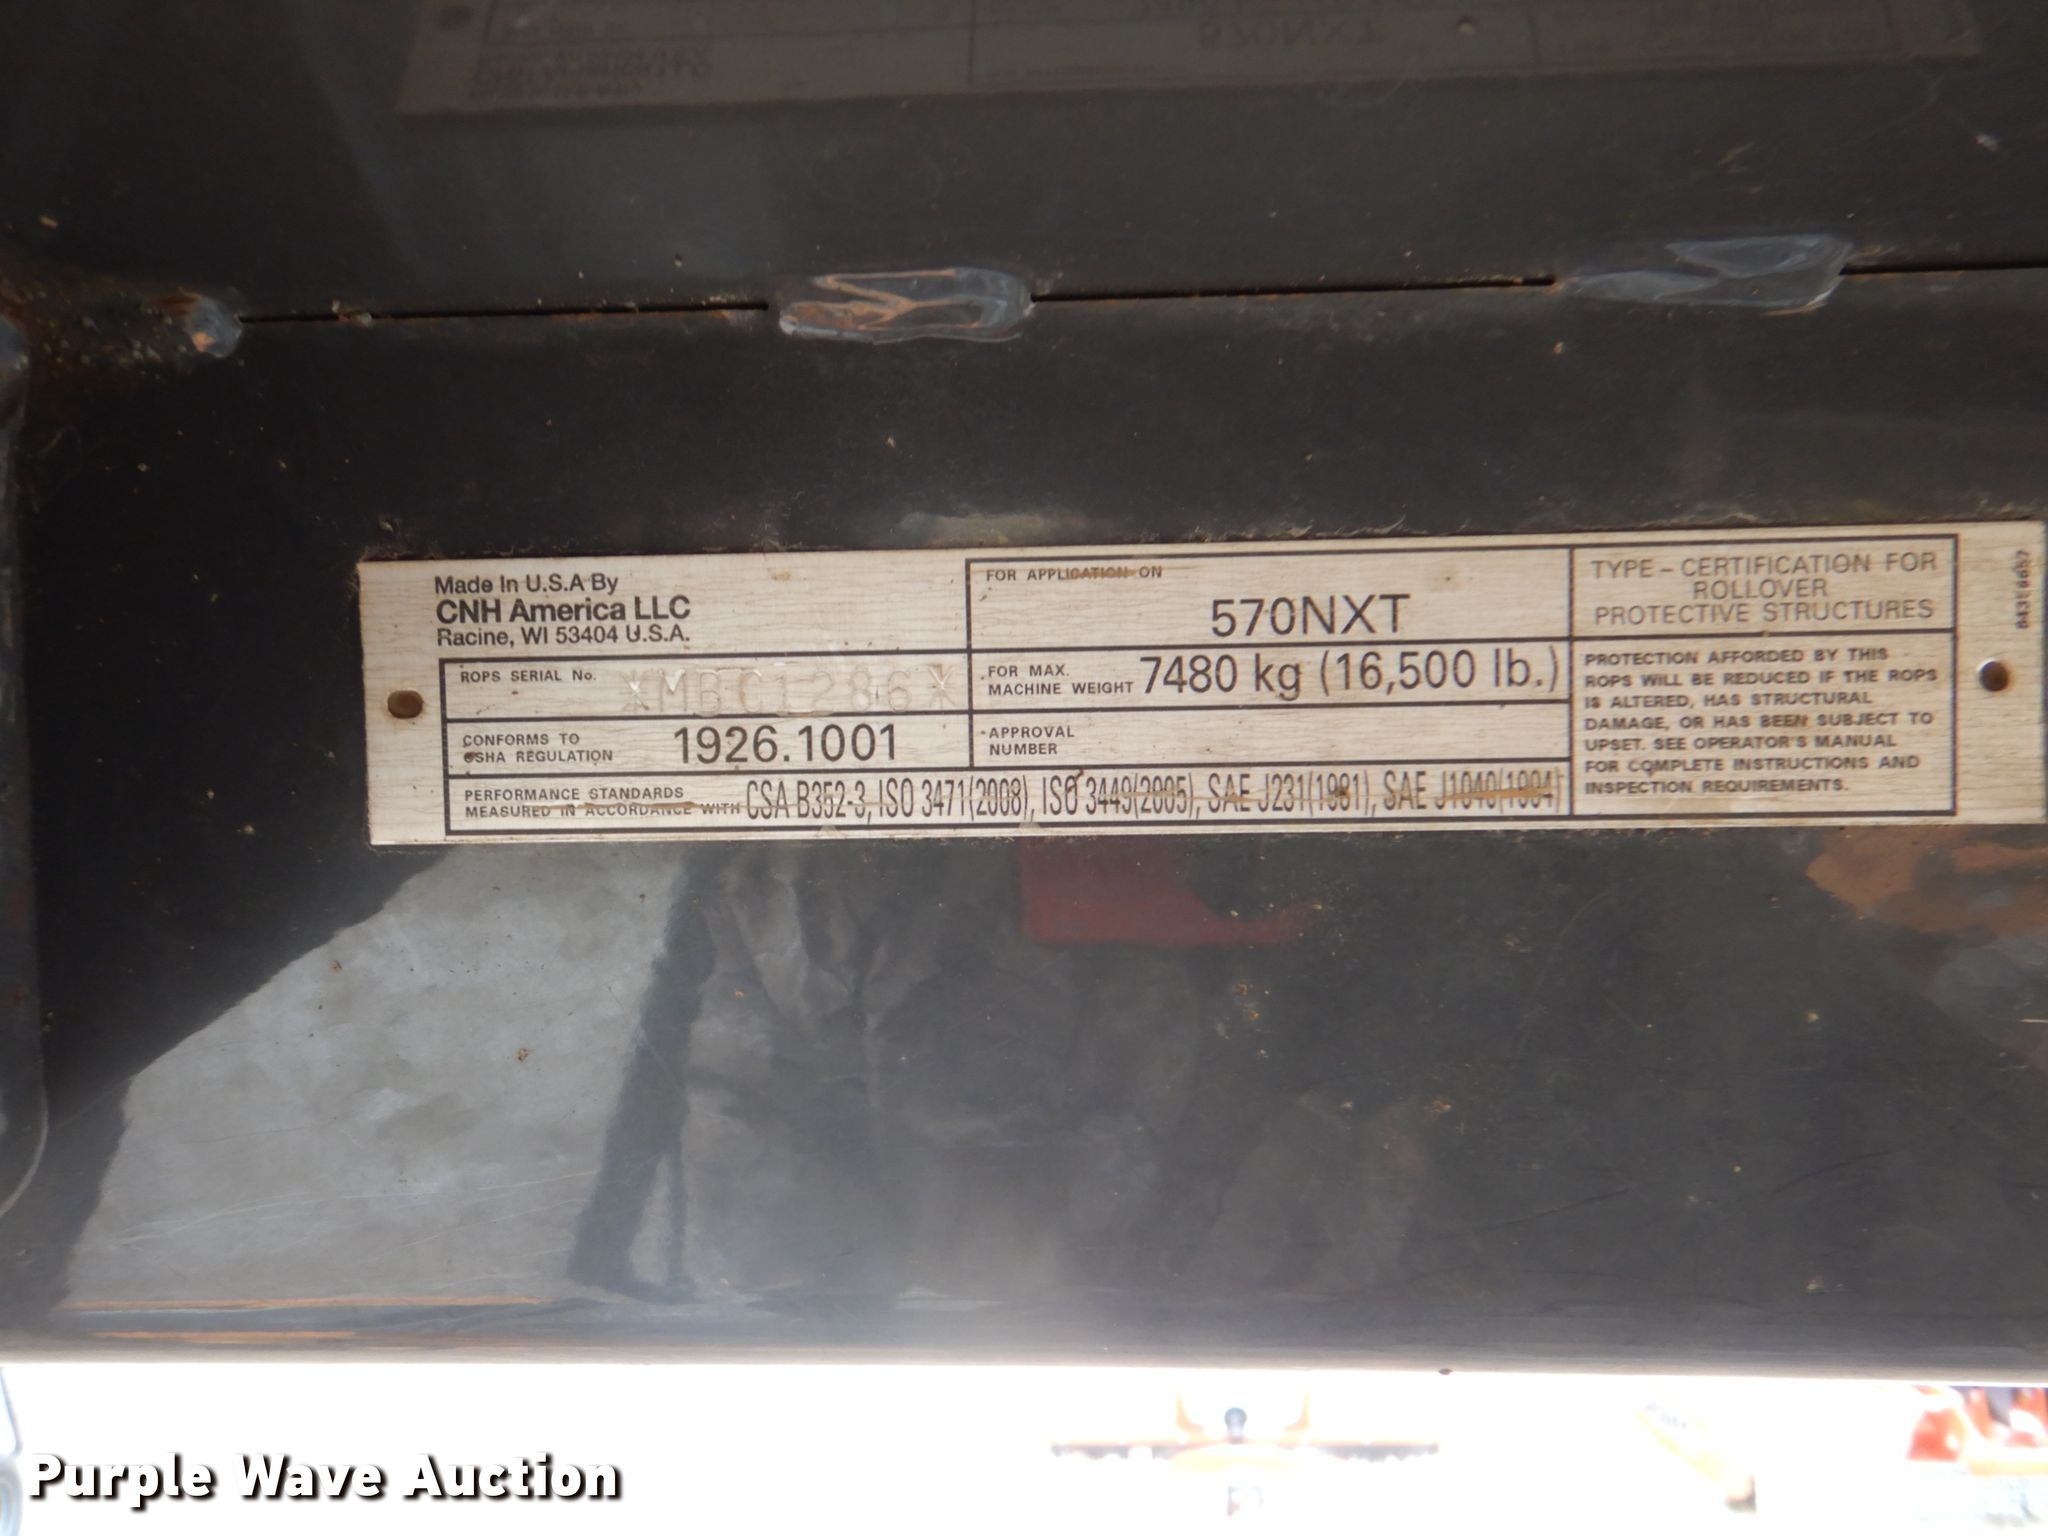 570NXT
Made In U.S.A By
CNH America LLC
Racine, WI 53404 U.S.A.
ROPS SERIAL No. *MBC1286*
CONFORMS TO
OSHA REGULATION 1926.1001
FOR APPLICATION ON
570NXT
FOR MAX.
MACHINE WEIGHT 7480 kg (16,500 lb.)
APPROVAL
NUMBER
PERFORMANCE STANDARDS
MEASURED IN ACCORDANCE WITH CSA B352-3, ISO 3471(2008), ISO 3449(2005), SAE J231(1981), SAE J1040(1994)
TYPE – CERTIFICATION FOR
ROLLOVER
PROTECTIVE STRUCTURES
PROTECTION AFFORDED BY THIS
ROPS WILL BE REDUCED IF THE ROPS
IS ALTERED, HAS STRUCTURAL
DAMAGE, OR HAS BEEN SUBJECT TO
UPSET. SEE OPERATOR'S MANUAL
FOR COMPLETE INSTRUCTIONS AND
INSPECTION REQUIREMENTS.
Purple Wave Auction